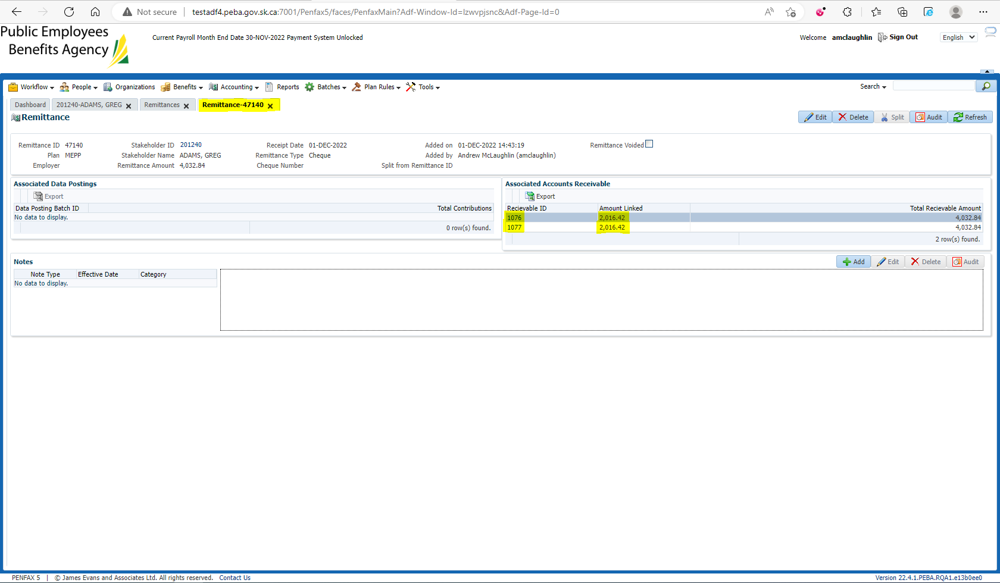 Not secure
testadf4.peba.gov.sk.ca:7001/Penfax5/faces/PenfaxMain?Adf-Window-Id=lzwvpjsnc&Adf-Page-Id=0
Public Employees
Benefits Agency
Current Payroll Month End Date 30-NOV-2022 Payment System Unlocked
Welcome amclaughlin Sign Out English
Workflow People Organizations Benefits Accounting Reports Batches Plan Rules Tools Search
Dashboard 201240-ADAMS, GREG Remittances Remittance-47140
Remittance Edit Delete Split Audit Refresh
Remittance ID 47140 Stakeholder ID 201240 Receipt Date 01-DEC-2022 Added on 01-DEC-2022 14:43:19 Remittance Voided
Plan MEPP Stakeholder Name ADAMS, GREG Remittance Type Cheque Added by Andrew McLaughlin (amclaughlin)
Employer Remittance Amount 4,032.84 Cheque Number Split from Remittance ID
Associated Data Postings
Export
Data Posting Batch ID Total Contributions
No data to display.
0 row(s) found.
Associated Accounts Receivable
Export
Recievable ID Amount Linked Total Recievable Amount
1076 2,016.42 4,032.84
1077 2,016.42 4,032.84
2 row(s) found.
Notes Add Edit Delete Audit
Note Type Effective Date Category
No data to display.
PENFAX 5 | © James Evans and Associates Ltd. All rights reserved. Contact Us Version 22.4.1.PEBA.RQA1.e13b0ee0